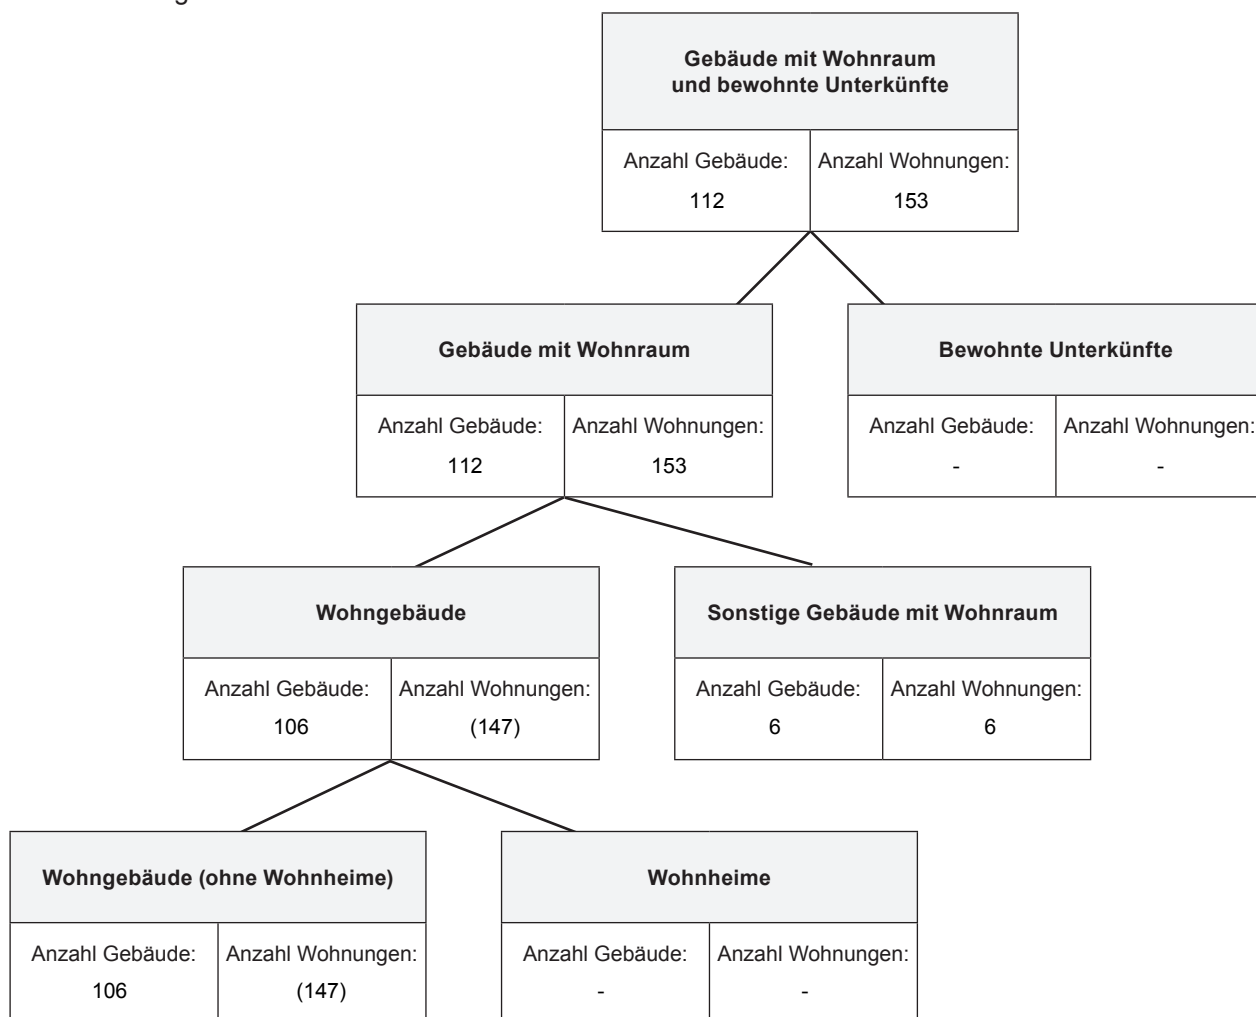 Gebäude mit Wohnraum
und bewohnte Unterkünfte
Anzahl Gebäude: Anzahl Wohnungen:
112 153
Gebäude mit Wohnraum Bewohnte Unterkünfte
Anzahl Gebäude: Anzahl Wohnungen: Anzahl Gebäude: Anzahl Wohnungen:
112 153 - -
Wohngebäude Sonstige Gebäude mit Wohnraum
Anzahl Gebäude: Anzahl Wohnungen: Anzahl Gebäude: Anzahl Wohnungen:
106 (147) 6 6
Wohngebäude (ohne Wohnheime) Wohnheime
Anzahl Gebäude: Anzahl Wohnungen: Anzahl Gebäude: Anzahl Wohnungen:
106 (147) - -